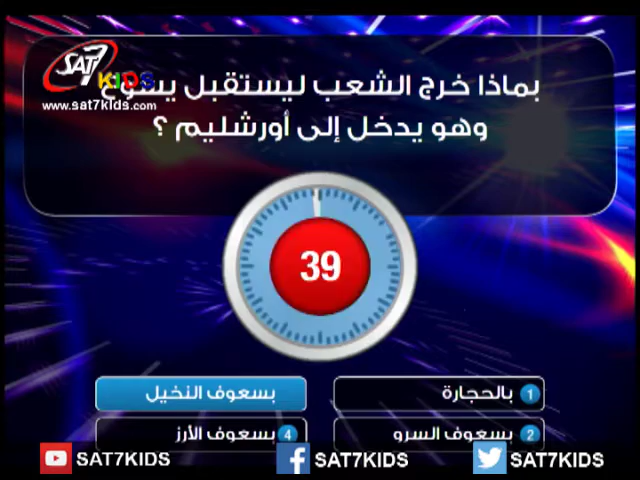 SAT7
KIDS
www.sat7kids.com
بماذا خرج الشعب ليستقبل يسوع
وهو يدخل إلى أورشليم ؟
39
1 بالحجارة
بسعوف النخيل
2 بسعوف السرو
4 بسعوف الأرز
SAT7KIDS
SAT7KIDS
SAT7KIDS